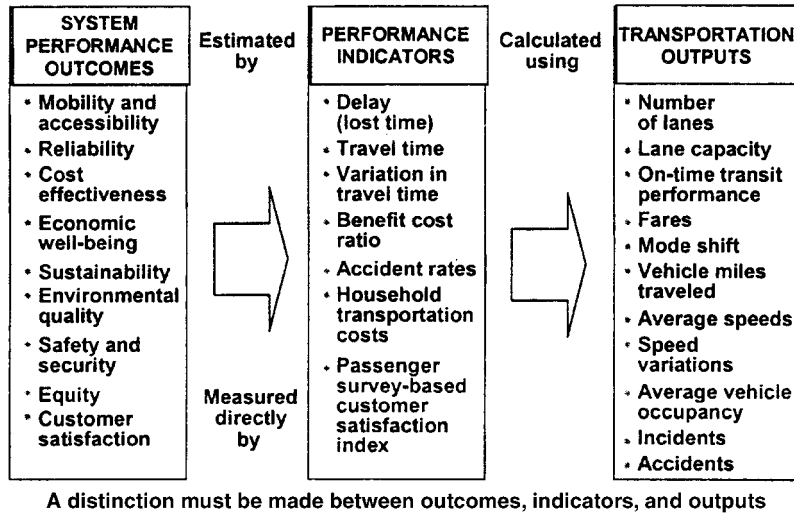 SYSTEM
PERFORMANCE
OUTCOMES
• Mobility and
accessibility
• Reliability
• Cost
effectiveness
• Economic
well-being
• Sustainability
• Environmental
quality
• Safety and
security
• Equity
• Customer
satisfaction
Estimated
by
Measured
directly
by
PERFORMANCE
INDICATORS
• Delay
(lost time)
• Travel time
• Variation in
travel time
• Benefit cost
ratio
• Accident rates
• Household
transportation
costs
• Passenger
survey-based
customer
satisfaction
index
Calculated
using
TRANSPORTATION
OUTPUTS
• Number
of lanes
• Lane capacity
• On-time transit
performance
• Fares
• Mode shift
• Vehicle miles
traveled
• Average speeds
• Speed
variations
• Average vehicle
occupancy
• Incidents
• Accidents
A distinction must be made between outcomes, indicators, and outputs